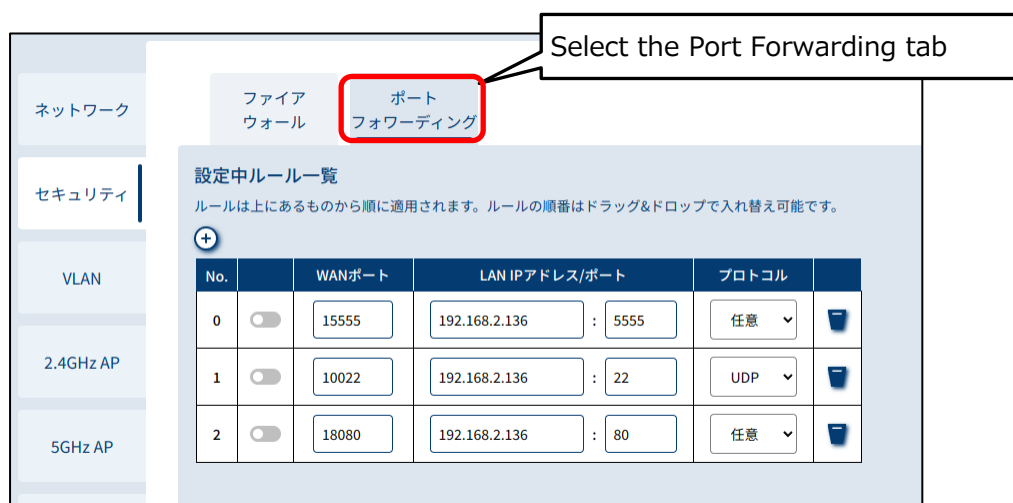 Select the Port Forwarding tab
ネットワーク
セキュリティ
VLAN
2.4GHz AP
5GHz AP
ファイア
ウォール
ポート
フォワーディング
設定中ルール一覧
ルールは上にあるものから順に適用されます。ルールの順番はドラッグ&ドロップで入れ替え可能です。
No. WANポート LAN IPアドレス/ポート プロトコル
0 15555 192.168.2.136 : 5555 任意
1 10022 192.168.2.136 : 22 UDP
2 18080 192.168.2.136 : 80 任意